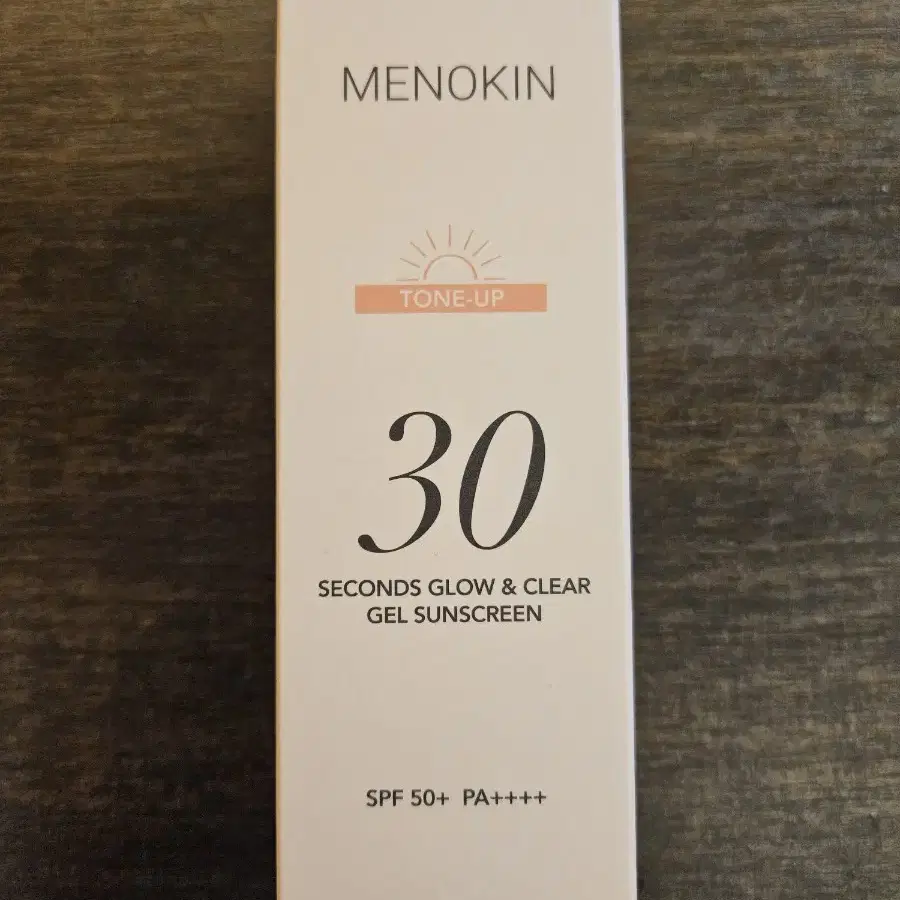 MENOKIN
TONE-UP
30
SECONDS GLOW & CLEAR
GEL SUNSCREEN
SPF 50+ PA++++